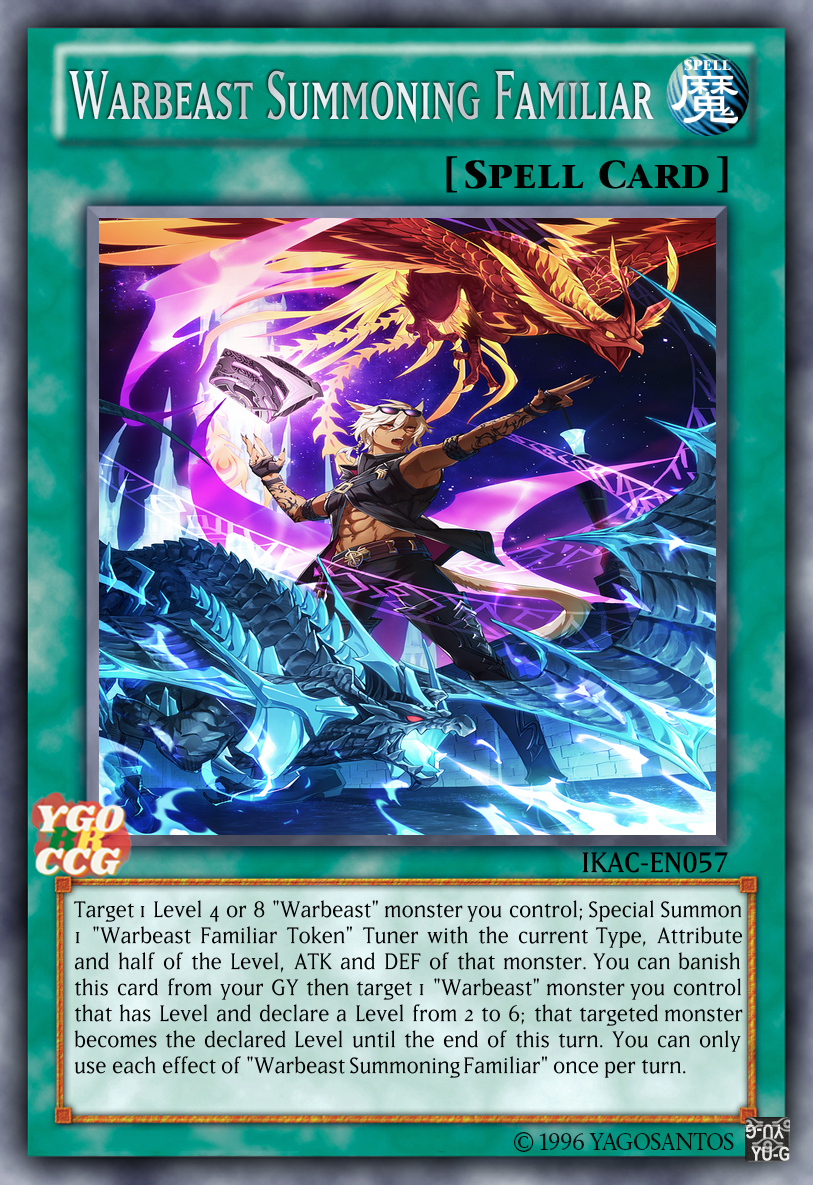 WARBEAST SUMMONING FAMILIAR
SPELL
魔
[SPELL CARD]
YGO
BR
CCG
IKAC-EN057
Target 1 Level 4 or 8 "Warbeast" monster you control; Special Summon
1 "Warbeast Familiar Token" Tuner with the current Type, Attribute
and half of the Level, ATK and DEF of that monster. You can banish
this card from your GY then target 1 "Warbeast" monster you control
that has Level and declare a Level from 2 to 6; that targeted monster
becomes the declared Level until the end of this turn. You can only
use each effect of "Warbeast Summoning Familiar" once per turn.
© 1996 YAGOSANTOS
YU-G
YU-G